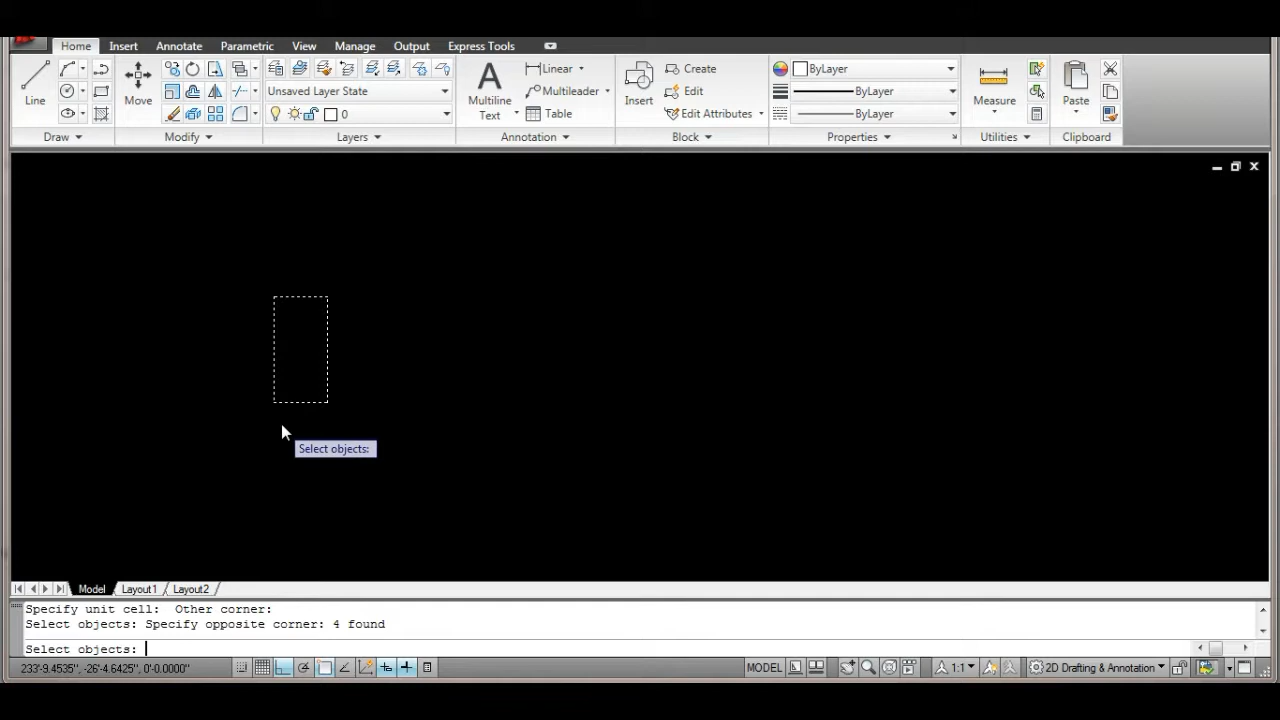 Home Insert Annotate Parametric View Manage Output Express Tools
Linear Create ByLayer
Unsaved Layer State Multileader Edit ByLayer
Line Move Multiline Text Insert Measure Paste
0 Table Edit Attributes ByLayer
Draw Modify Layers Annotation Block Properties Utilities Clipboard
Select objects:
Model Layout1 Layout2
Specify unit cell: Other corner:
Select objects: Specify opposite corner: 4 found
Select objects:
233'-9.4535", -26'-4.6425", 0'-0.0000" MODEL 1:1 2D Drafting & Annotation